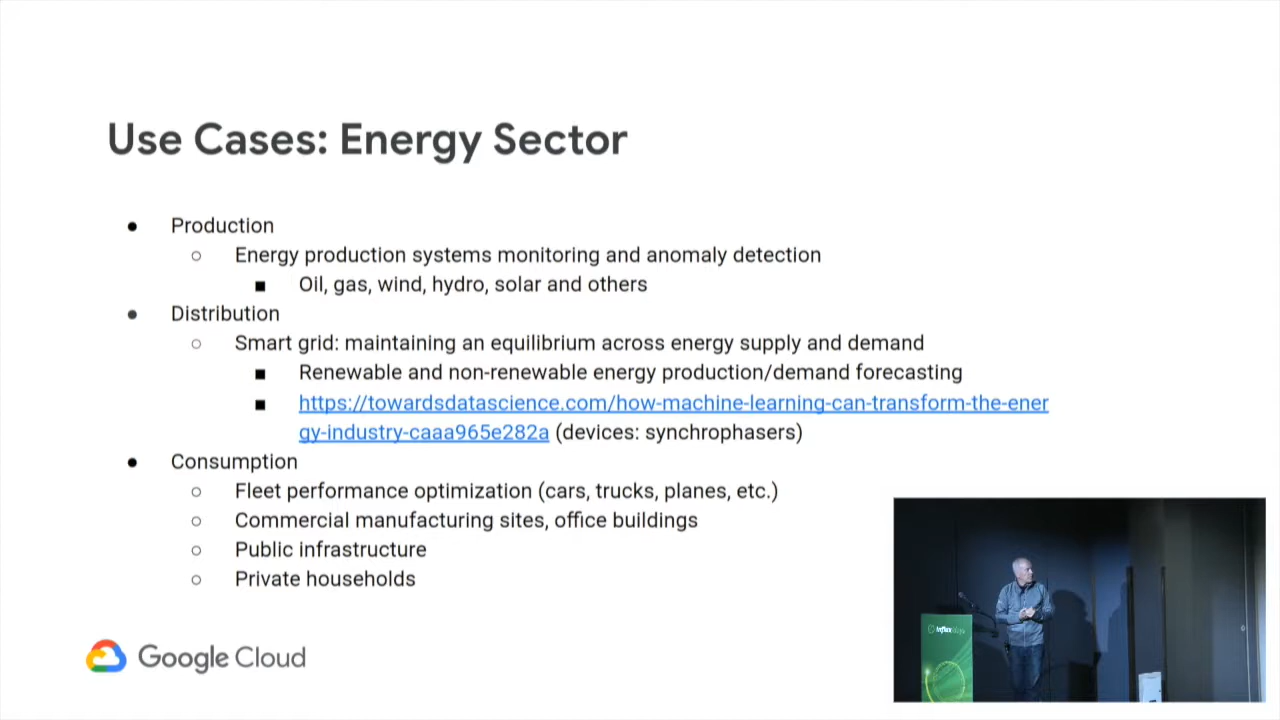 Use Cases: Energy Sector
● Production
○ Energy production systems monitoring and anomaly detection
■ Oil, gas, wind, hydro, solar and others
● Distribution
○ Smart grid: maintaining an equilibrium across energy supply and demand
■ Renewable and non-renewable energy production/demand forecasting
■ https://towardsdatascience.com/how-machine-learning-can-transform-the-ener
gy-industry-caaa965e282a (devices: synchrophasers)
● Consumption
○ Fleet performance optimization (cars, trucks, planes, etc.)
○ Commercial manufacturing sites, office buildings
○ Public infrastructure
○ Private households
Google Cloud